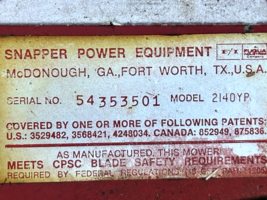 SNAPPER POWER EQUIPMENT
McDONOUGH, GA., FORT WORTH, TX., U.S.A.
SERIAL NO. 54353501 MODEL 2140YP
COVERED BY ONE OR MORE OF FOLLOWING PATENTS:
U.S.: 3529482, 3568421, 4248034. CANADA: 852949, 875836.
AS MANUFACTURED, THIS MOWER
MEETS CPSC BLADE SAFETY REQUIREMENTS
REQUIRED BY FEDERAL REGULATIONS